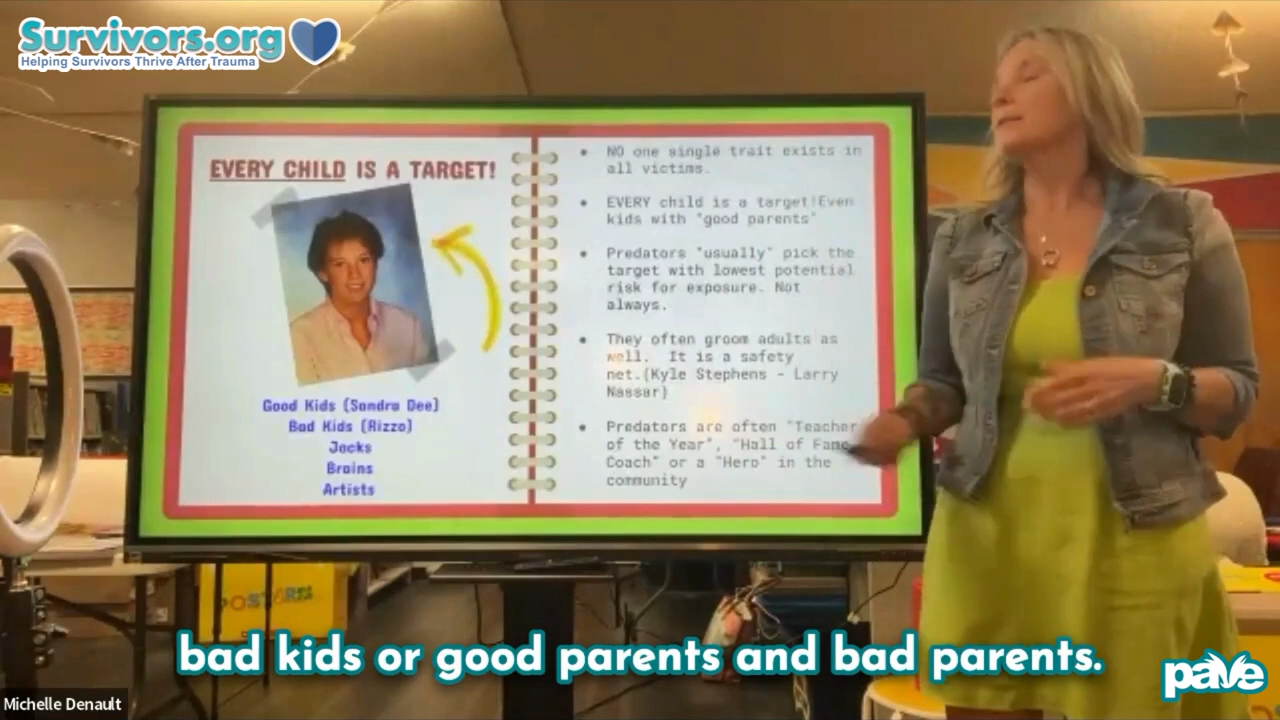 Survivors.org
Helping Survivors Thrive After Trauma
EVERY CHILD IS A TARGET!
Good Kids (Sandra Dee)
Bad Kids (Rizzo)
Jocks
Brains
Artists
• NO one single trait exists in
all victims.
• EVERY child is a target!Even
kids with "good parents"
• Predators "usually" pick the
target with lowest potential
risk for exposure. Not
always.
• They often groom adults as
well. It is a safety
net.(Kyle Stephens - Larry
Nassar)
• Predators are often "Teacher
of the Year", "Hall of Fame
Coach" or a "Hero" in the
community
bad kids or good parents and bad parents.
Michelle Denault
pave